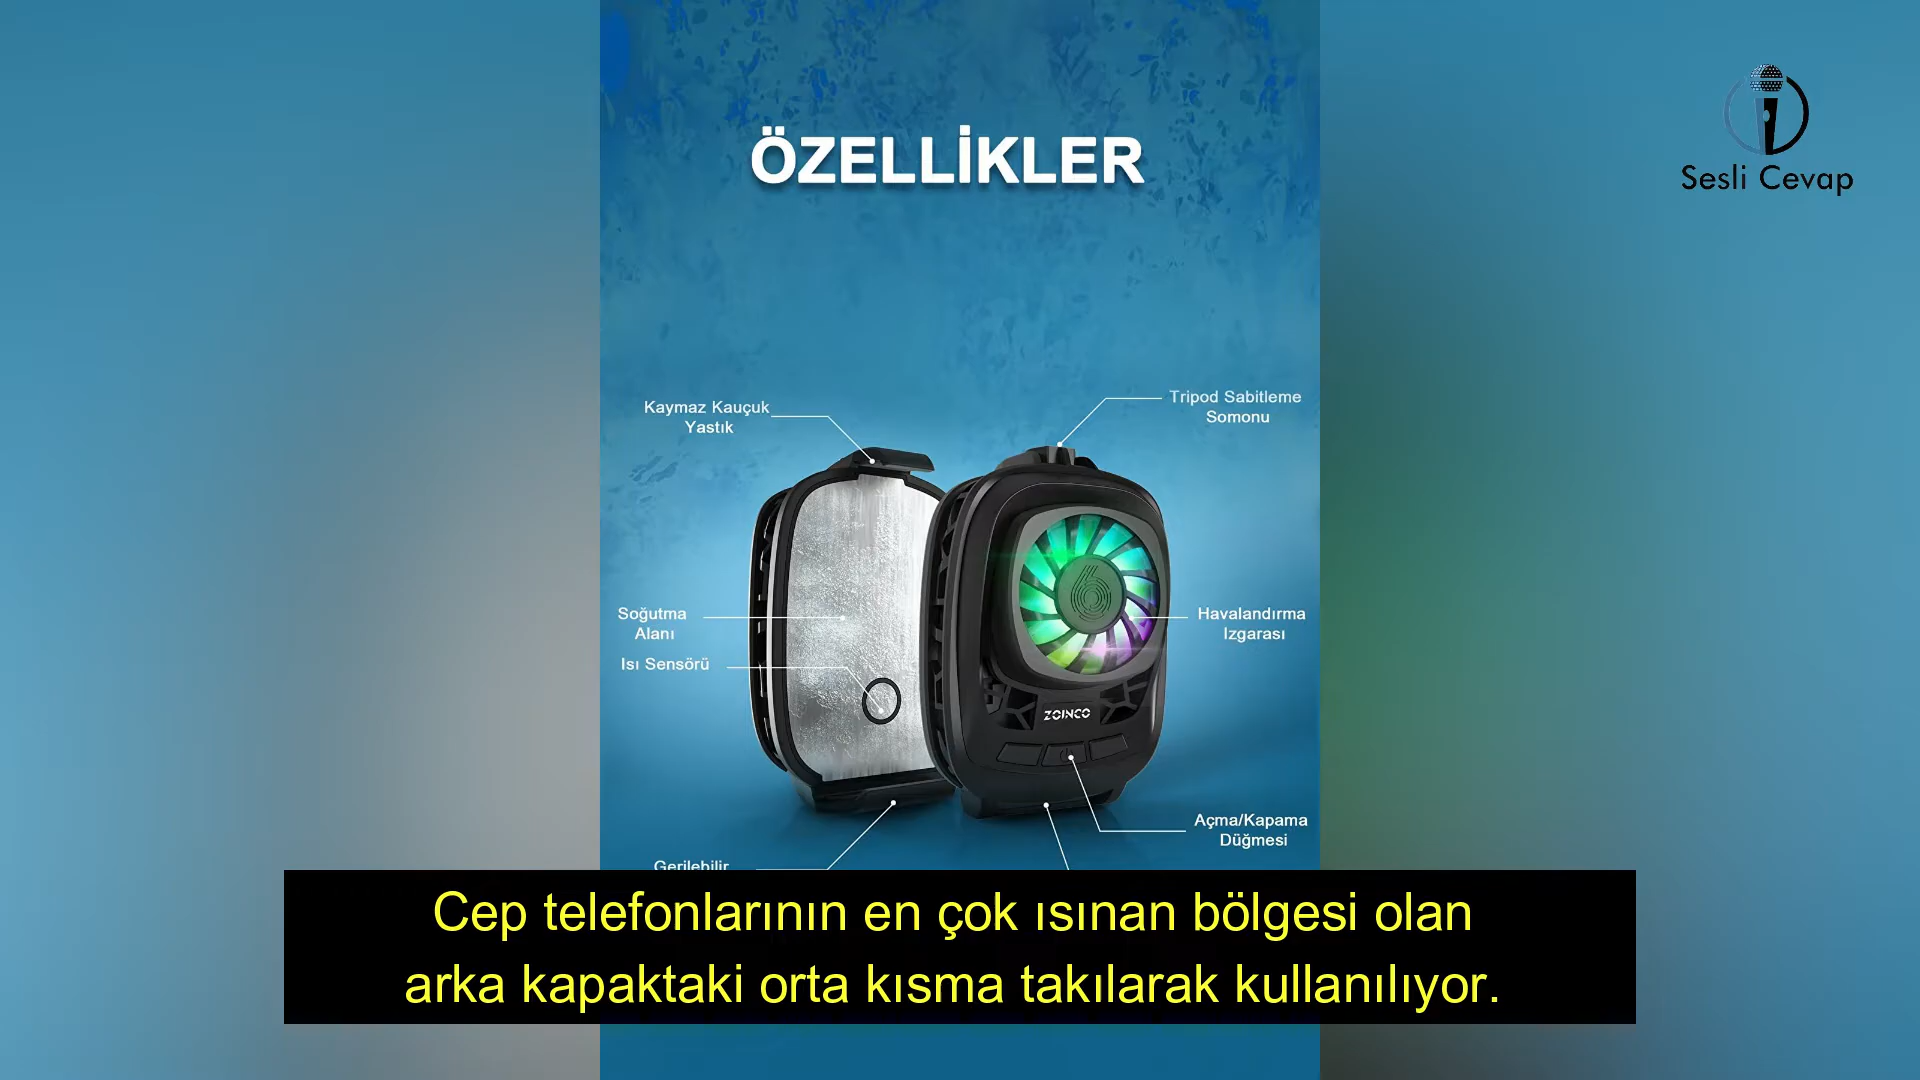 ÖZELLİKLER
Sesli Cevap
Kaymaz Kauçuk
Yastık
Tripod Sabitleme
Somonu
Soğutma
Alanı
Isı Sensörü
Havalandırma
Izgarası
ZOINCO
Açma/Kapama
Düğmesi
Gerilebilir
Cep telefonlarının en çok ısınan bölgesi olan
arka kapaktaki orta kısma takılarak kullanılıyor.